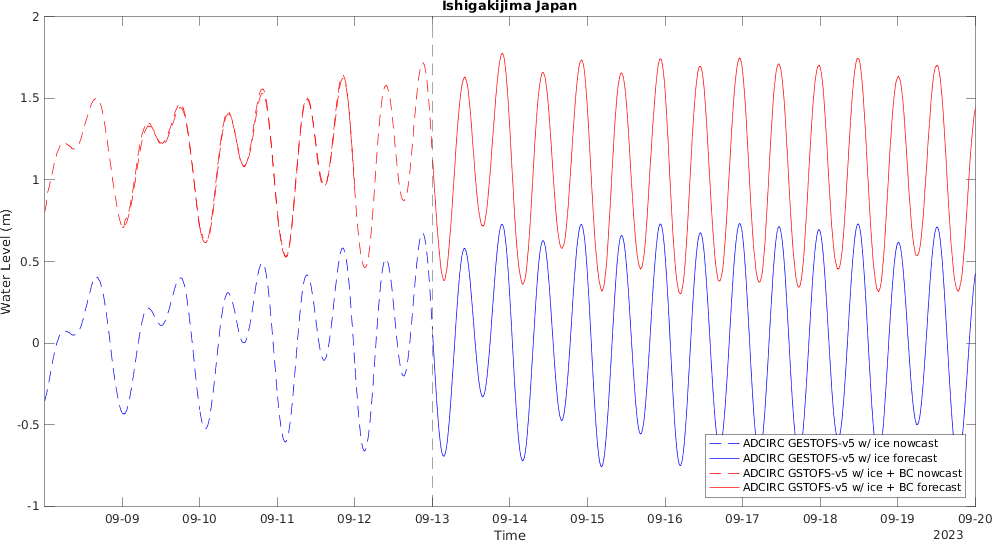 Ishigakijima Japan
2
1.5
1
0.5
0
-0.5
-1
Water Level (m)
ADCIRC GESTOFS-v5 w/ ice nowcast
ADCIRC GESTOFS-v5 w/ ice forecast
ADCIRC GSTOFS-v5 w/ ice + BC nowcast
ADCIRC GSTOFS-v5 w/ ice + BC forecast
09-09 09-10 09-11 09-12 09-13 09-14 09-15 09-16 09-17 09-18 09-19 09-20
Time
2023